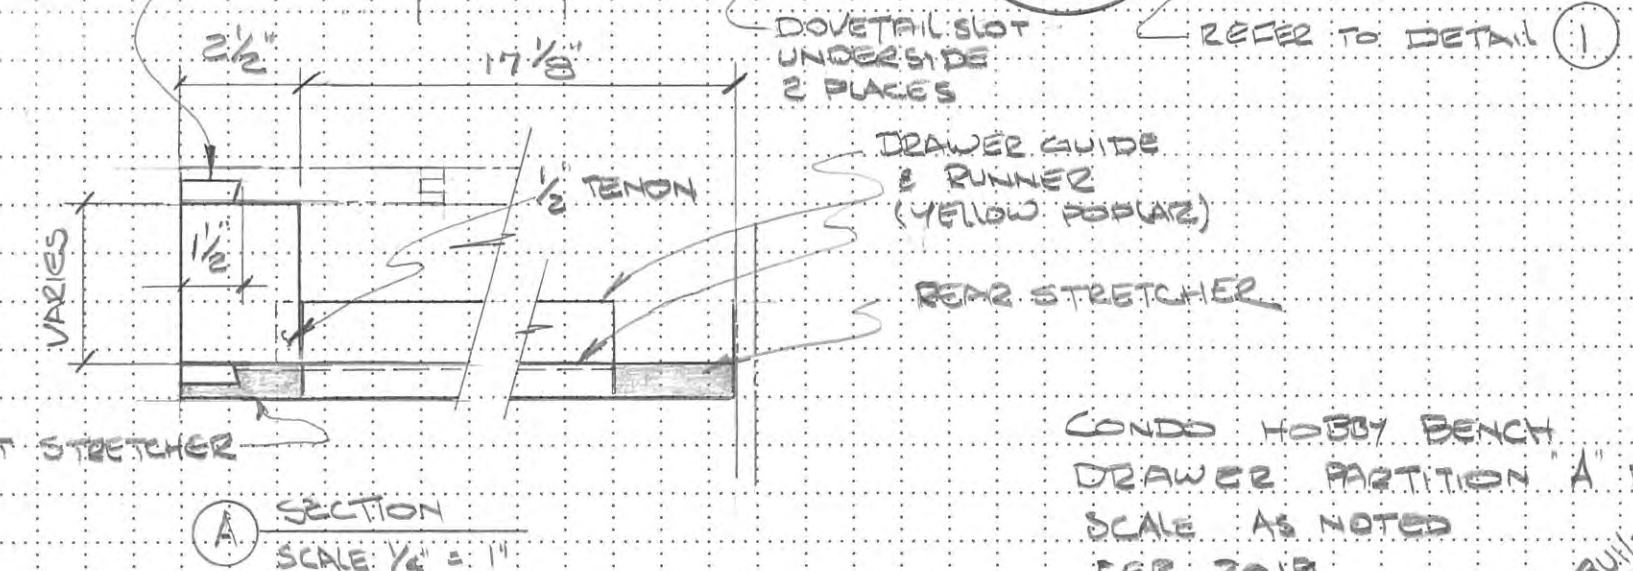 DOVETAIL SLOT
UNDERSIDE
2 PLACES
REFER TO DETAIL 1
2 1/2"
17 1/8"
DRAWER GUIDE
& RUNNER
(YELLOW POPLAR)
1/2" TENON
1 1/2"
VARIES
REAR STRETCHER
STRETCHER
A SECTION
SCALE
= 1"
CONDO HOBBY BENCH
DRAWER PARTITION "A"
SCALE AS NOTED